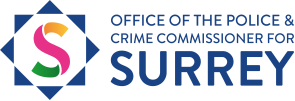 OFFICE OF THE POLICE &
CRIME COMMISSIONER FOR
SURREY